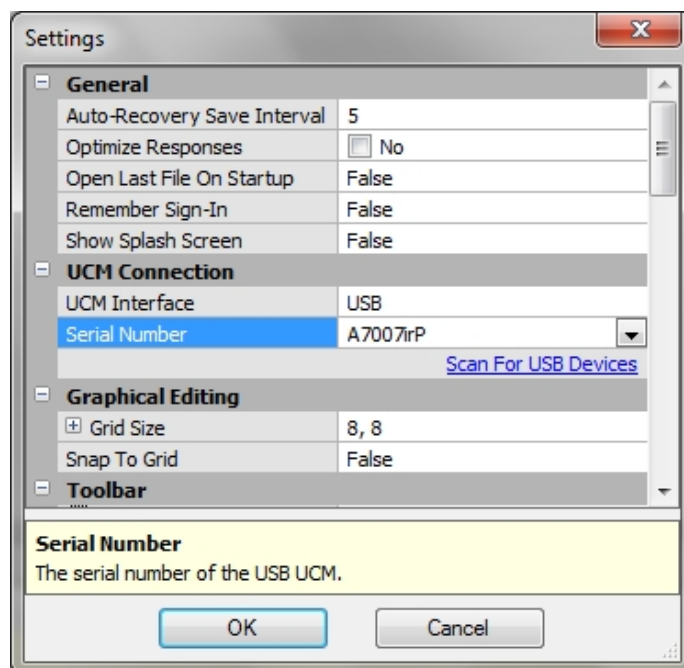 Settings
General
Auto-Recovery Save Interval 5
Optimize Responses No
Open Last File On Startup False
Remember Sign-In False
Show Splash Screen False
UCM Connection
UCM Interface USB
Serial Number A7007irP
Scan For USB Devices
Graphical Editing
Grid Size 8, 8
Snap To Grid False
Toolbar
Serial Number
The serial number of the USB UCM.
OK Cancel